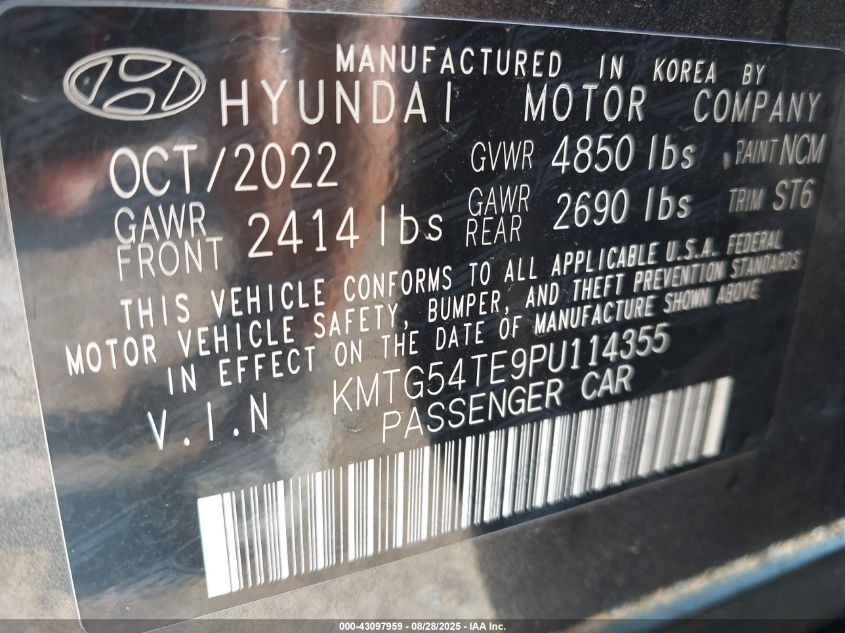 MANUFACTURED IN KOREA BY
HYUNDAI MOTOR COMPANY
OCT/2022 GVWR 4850 lbs PAINT NCM
GAWR FRONT 2414 lbs GAWR REAR 2690 lbs TRIM ST6
THIS VEHICLE CONFORMS TO ALL APPLICABLE U.S.A. FEDERAL
MOTOR VEHICLE SAFETY, BUMPER, AND THEFT PREVENTION STANDARDS
IN EFFECT ON THE DATE OF MANUFACTURE SHOWN ABOVE
V.I.N KMTG54TE9PU114355
PASSENGER CAR
000-43097959 - 08/28/2025 - IAA Inc.